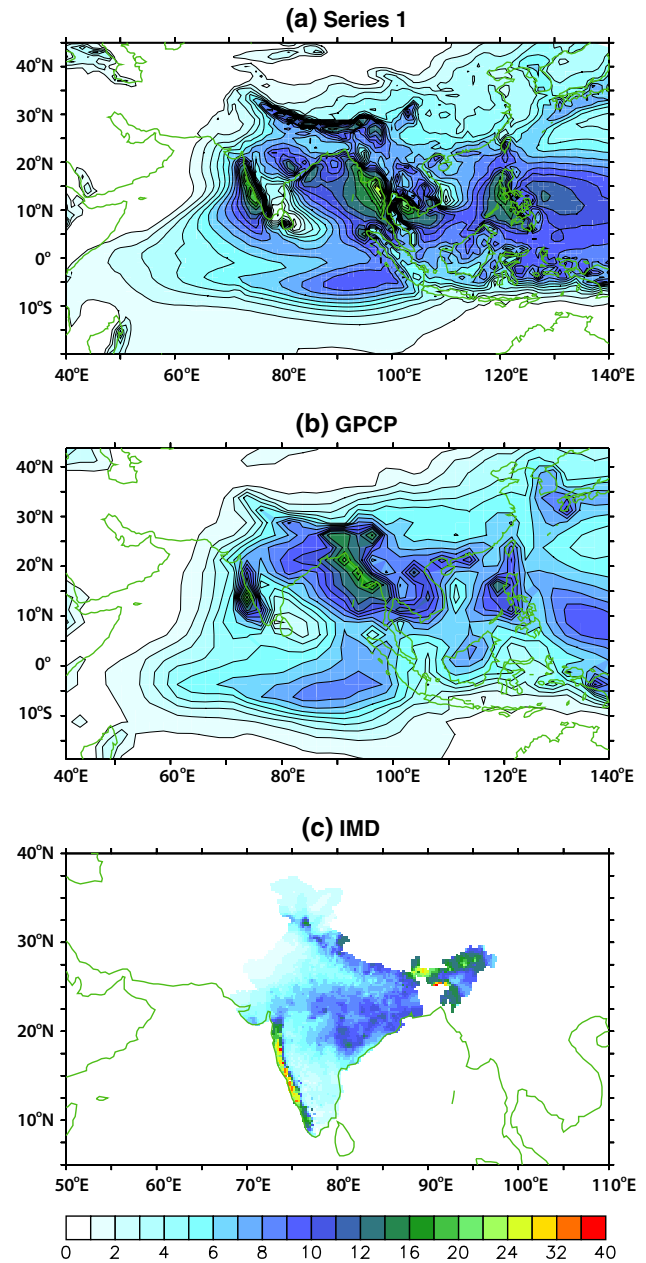 (a) Series 1
40°N
30°N
20°N
10°N
0°
10°S
40°E 60°E 80°E 100°E 120°E 140°E
(b) GPCP
40°N
30°N
20°N
10°N
0°
10°S
40°E 60°E 80°E 100°E 120°E 140°E
(c) IMD
40°N
30°N
20°N
10°N
50°E 60°E 70°E 80°E 90°E 100°E 110°E
0 2 4 6 8 10 12 16 20 24 32 40